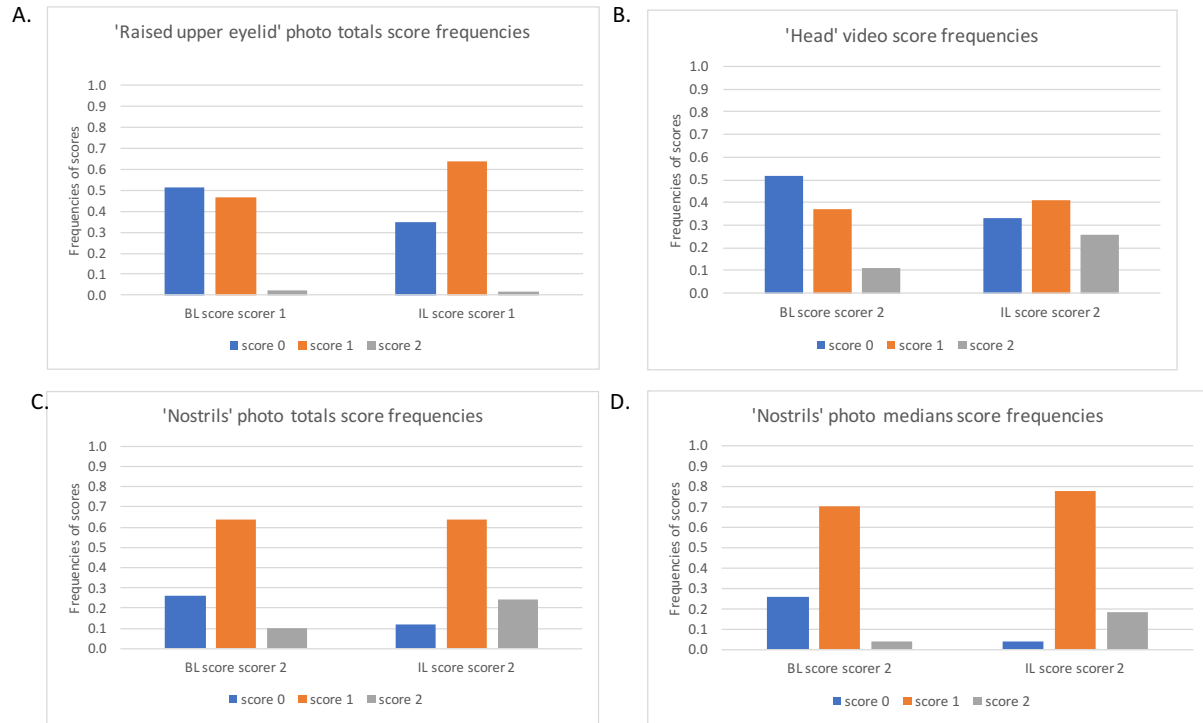 A.
'Raised upper eyelid' photo totals score frequencies
Frequencies of scores
1.0
0.9
0.8
0.7
0.6
0.5
0.4
0.3
0.2
0.1
0.0
BL score scorer 1 IL score scorer 1
score 0 score 1 score 2
B.
'Head' video score frequencies
Frequencies of scores
1.0
0.9
0.8
0.7
0.6
0.5
0.4
0.3
0.2
0.1
0.0
BL score scorer 2 IL score scorer 2
score 0 score 1 score 2
C.
'Nostrils' photo totals score frequencies
Frequencies of scores
1.0
0.9
0.8
0.7
0.6
0.5
0.4
0.3
0.2
0.1
0.0
BL score scorer 2 IL score scorer 2
score 0 score 1 score 2
D.
'Nostrils' photo medians score frequencies
Frequencies of scores
1.0
0.9
0.8
0.7
0.6
0.5
0.4
0.3
0.2
0.1
0.0
BL score scorer 2 IL score scorer 2
score 0 score 1 score 2